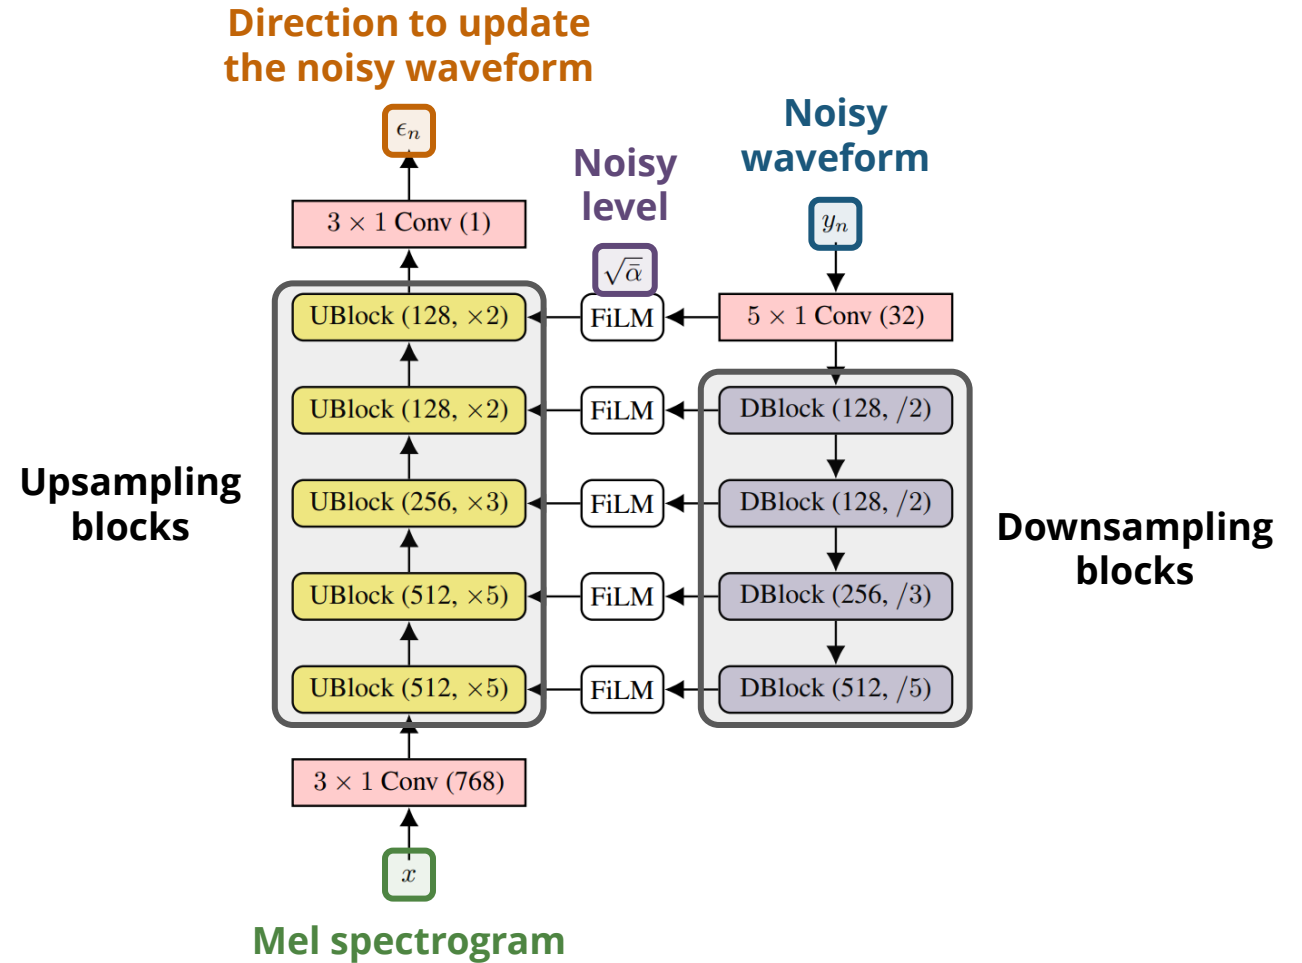 Direction to update
the noisy waveform
ϵₙ
3 × 1 Conv (1)
Noisy
level
√ᾱ
Noisy
waveform
yₙ
UBlock (128, ×2)
FiLM
5 × 1 Conv (32)
UBlock (128, ×2)
FiLM
DBlock (128, /2)
UBlock (256, ×3)
FiLM
DBlock (128, /2)
UBlock (512, ×5)
FiLM
DBlock (256, /3)
UBlock (512, ×5)
FiLM
DBlock (512, /5)
Upsampling
blocks
Downsampling
blocks
3 × 1 Conv (768)
x
Mel spectrogram